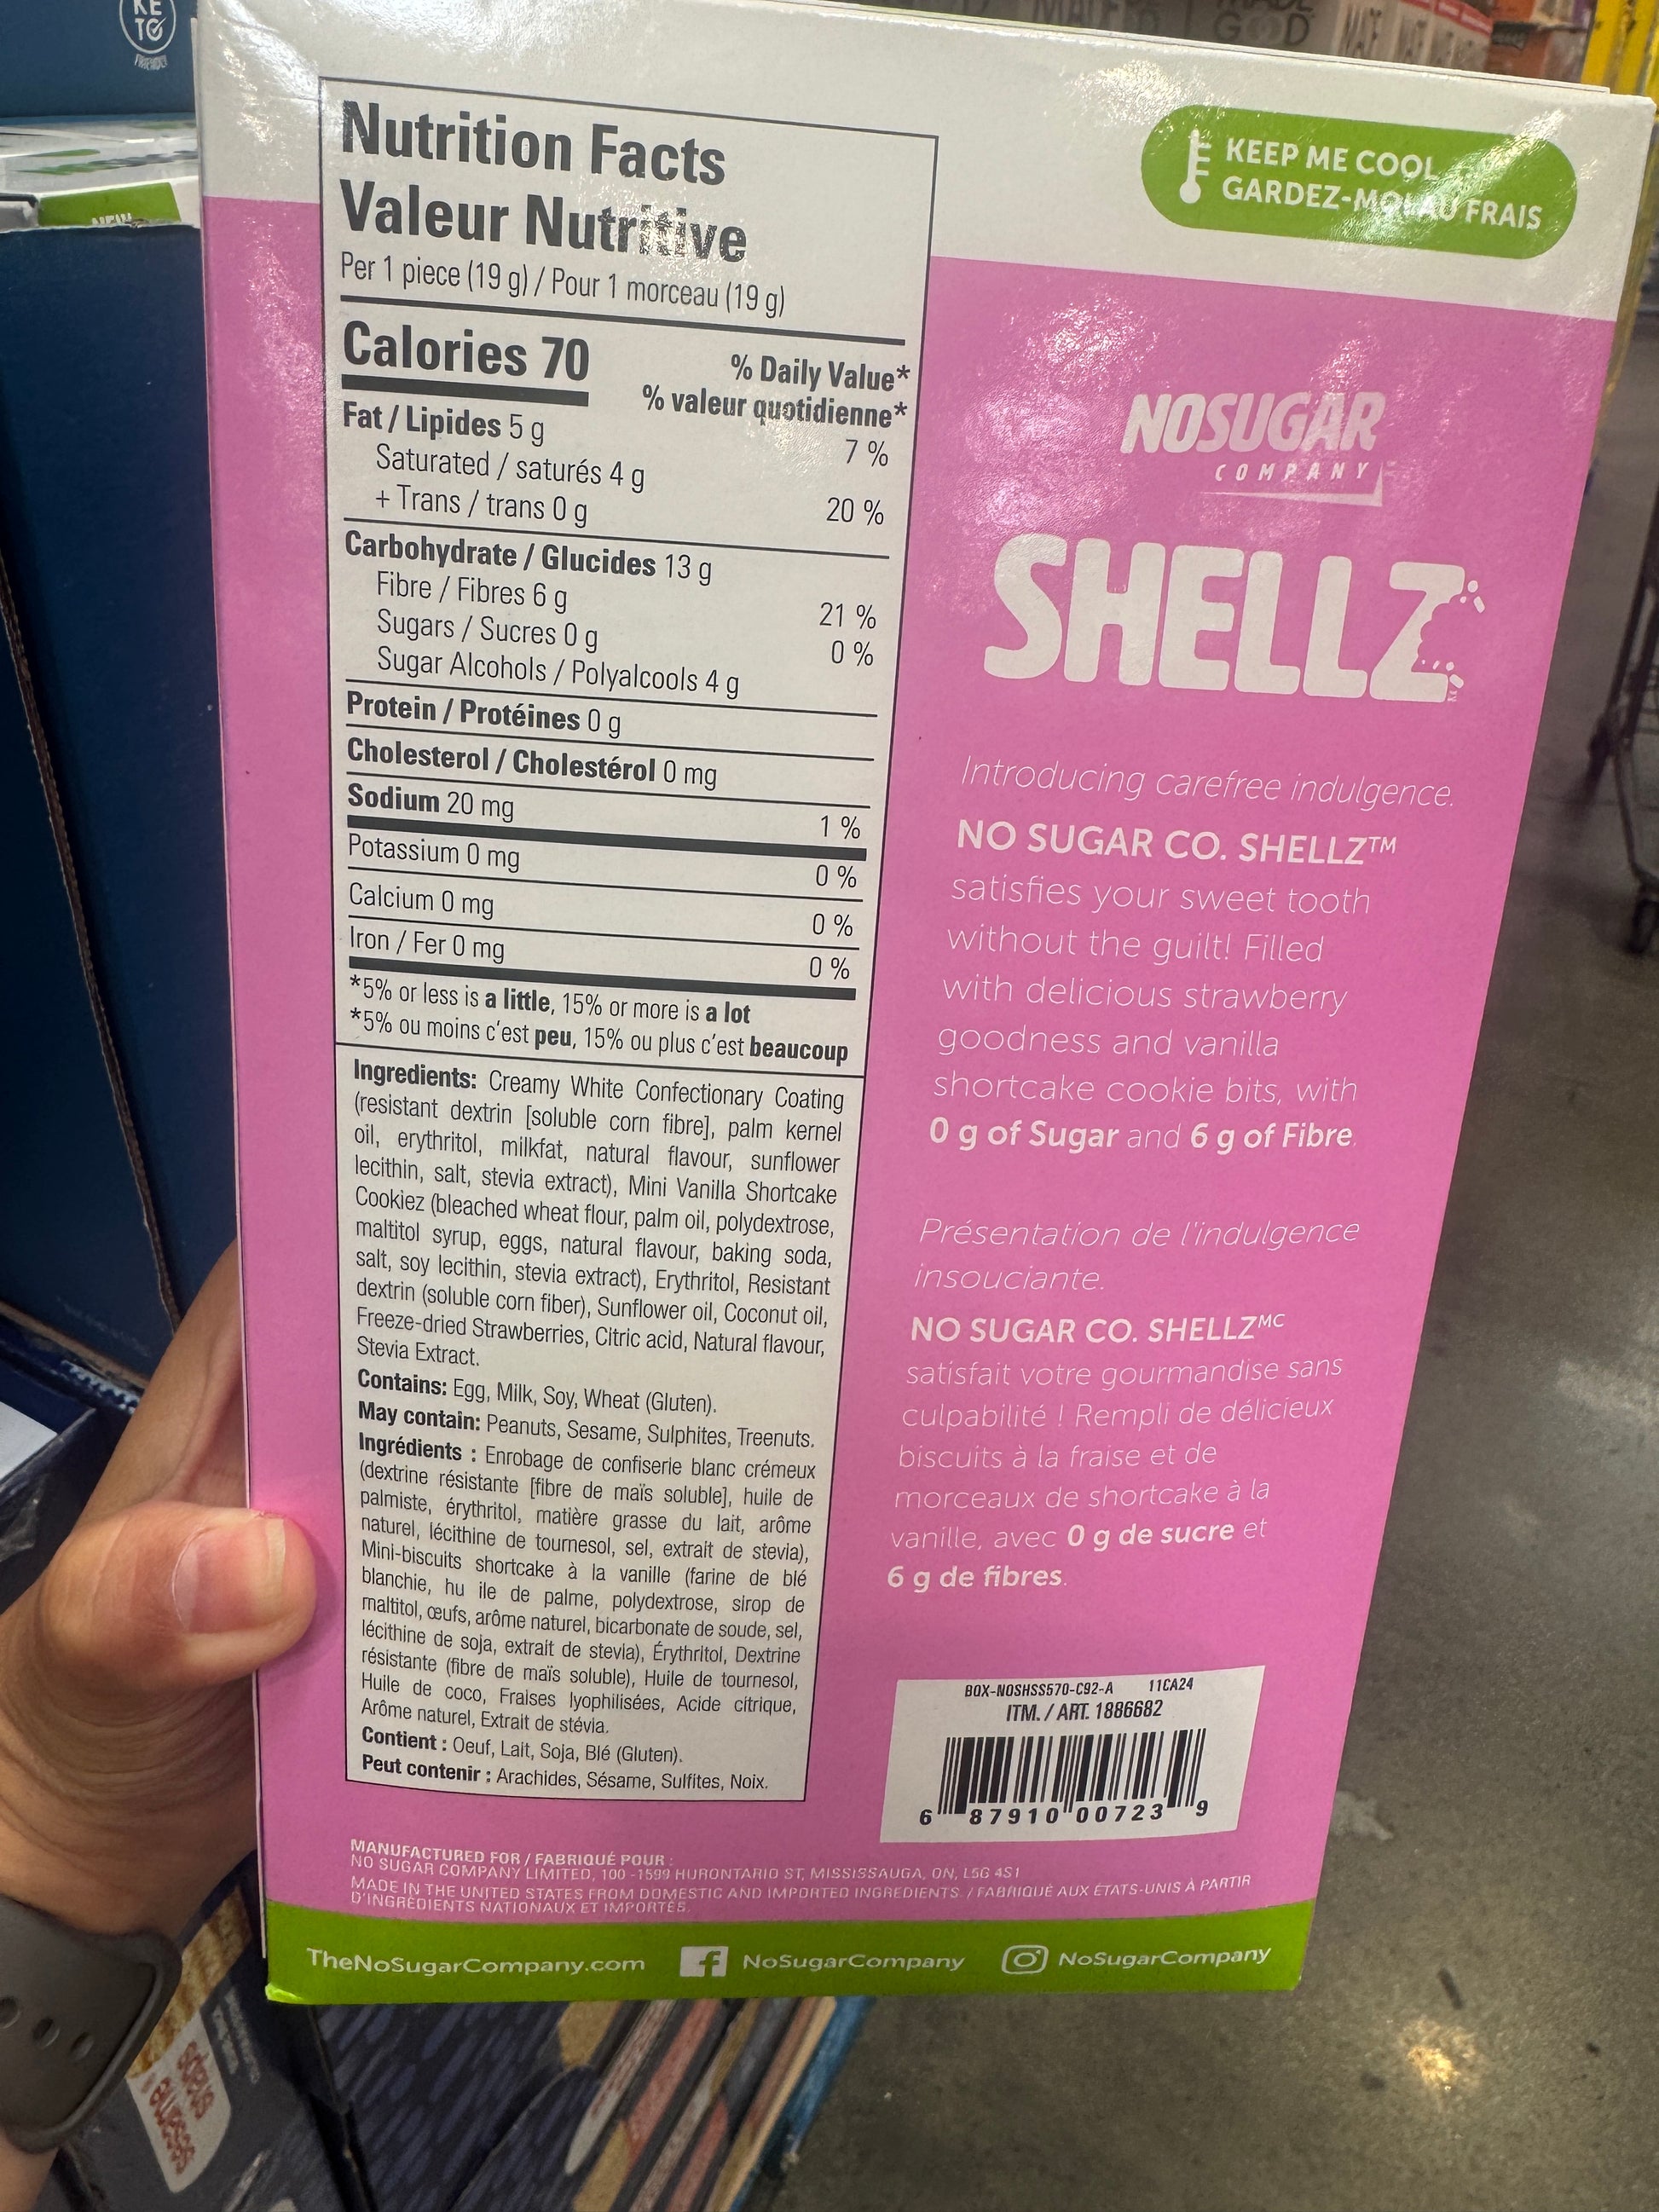 KE
TO
FRIENDLY
Nutrition Facts
Valeur Nutritive
Per 1 piece (19 g) / Pour 1 morceau (19 g)
Calories 70
% Daily Value*
% valeur quotidienne*
Fat / Lipides 5 g 7 %
Saturated / saturés 4 g
+ Trans / trans 0 g 20 %
Carbohydrate / Glucides 13 g
Fibre / Fibres 6 g 21 %
Sugars / Sucres 0 g 0 %
Sugar Alcohols / Polyalcools 4 g
Protein / Protéines 0 g
Cholesterol / Cholestérol 0 mg
Sodium 20 mg 1 %
Potassium 0 mg 0 %
Calcium 0 mg 0 %
Iron / Fer 0 mg 0 %
*5% or less is a little, 15% or more is a lot
*5% ou moins c'est peu, 15% ou plus c'est beaucoup
Ingredients: Creamy White Confectionary Coating
(resistant dextrin [soluble corn fibre], palm kernel
oil, erythritol, milkfat, natural flavour, sunflower
lecithin, salt, stevia extract), Mini Vanilla Shortcake
Cookiez (bleached wheat flour, palm oil, polydextrose,
maltitol syrup, eggs, natural flavour, baking soda,
salt, soy lecithin, stevia extract), Erythritol, Resistant
dextrin (soluble corn fiber), Sunflower oil, Coconut oil,
Freeze-dried Strawberries, Citric acid, Natural flavour,
Stevia Extract.
Contains: Egg, Milk, Soy, Wheat (Gluten).
May contain: Peanuts, Sesame, Sulphites, Treenuts.
Ingrédients : Enrobage de confiserie blanc crémeux
(dextrine résistante [fibre de maïs soluble], huile de
palmiste, érythritol, matière grasse du lait, arôme
naturel, lécithine de tournesol, sel, extrait de stevia),
Mini-biscuits shortcake à la vanille (farine de blé
blanchie, hu ile de palme, polydextrose, sirop de
maltitol, œufs, arôme naturel, bicarbonate de soude, sel,
lécithine de soja, extrait de stevia), Érythritol, Dextrine
résistante (fibre de maïs soluble), Huile de tournesol,
Huile de coco, Fraises lyophilisées, Acide citrique,
Arôme naturel, Extrait de stévia.
Contient : Oeuf, Lait, Soja, Blé (Gluten).
Peut contenir : Arachides, Sésame, Sulfites, Noix.
KEEP ME COOL
GARDEZ-MOI AU FRAIS
NOSUGAR
COMPANY
SHELLZ
Introducing carefree indulgence.
NO SUGAR CO. SHELLZ™
satisfies your sweet tooth
without the guilt! Filled
with delicious strawberry
goodness and vanilla
shortcake cookie bits, with
0 g of Sugar and 6 g of Fibre.
Présentation de l'indulgence
insouciante.
NO SUGAR CO. SHELLZMC
satisfait votre gourmandise sans
culpabilité ! Rempli de délicieux
biscuits à la fraise et de
morceaux de shortcake à la
vanille, avec 0 g de sucre et
6 g de fibres.
BOX-NOSHSS570-C92-A 11CA24
ITM. / ART. 1886682
6 87910 00723 9
MANUFACTURED FOR / FABRIQUÉ POUR :
NO SUGAR COMPANY LIMITED, 100 -1599 HURONTARIO ST, MISSISSAUGA, ON, L5G 4S1
MADE IN THE UNITED STATES FROM DOMESTIC AND IMPORTED INGREDIENTS. / FABRIQUÉ AUX ÉTATS-UNIS À PARTIR
D'INGRÉDIENTS NATIONAUX ET IMPORTÉS.
TheNoSugarCompany.com NoSugarCompany NoSugarCompany